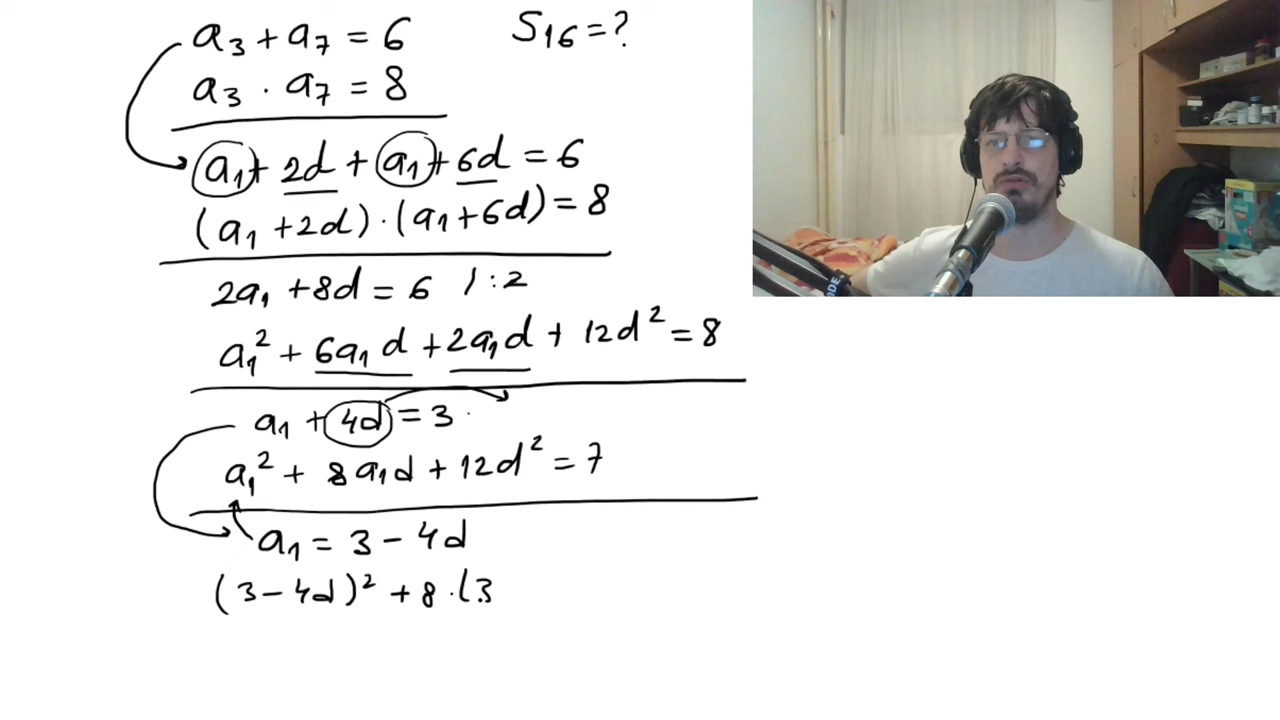 a₃ + a₇ = 6
S₁₆ = ?
a₃ · a₇ = 8
a₁ + 2d + a₁ + 6d = 6
(a₁ + 2d) · (a₁ + 6d) = 8
2a₁ + 8d = 6 / : 2
a₁² + 6a₁d + 2a₁d + 12d² = 8
a₁ + 4d = 3
a₁² + 8a₁d + 12d² = 7
a₁ = 3 - 4d
(3 - 4d)² + 8 · (3